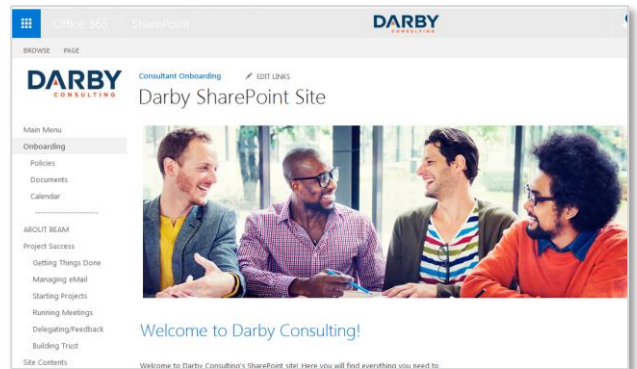 Office 365
SharePoint
DARBY
CONSULTING
BROWSE PAGE
DARBY
CONSULTING
Consultant Onboarding
EDIT LINKS
Darby SharePoint Site
Main Menu
Onboarding
Policies
Documents
Calendar
--------------------
ABOUT BEAM
Project Success
Getting Things Done
Managing eMail
Starting Projects
Running Meetings
Delegating/Feedback
Building Trust
Site Contents
Welcome to Darby Consulting!
Welcome to Darby Consulting's SharePoint site! Here you will find everything you need to